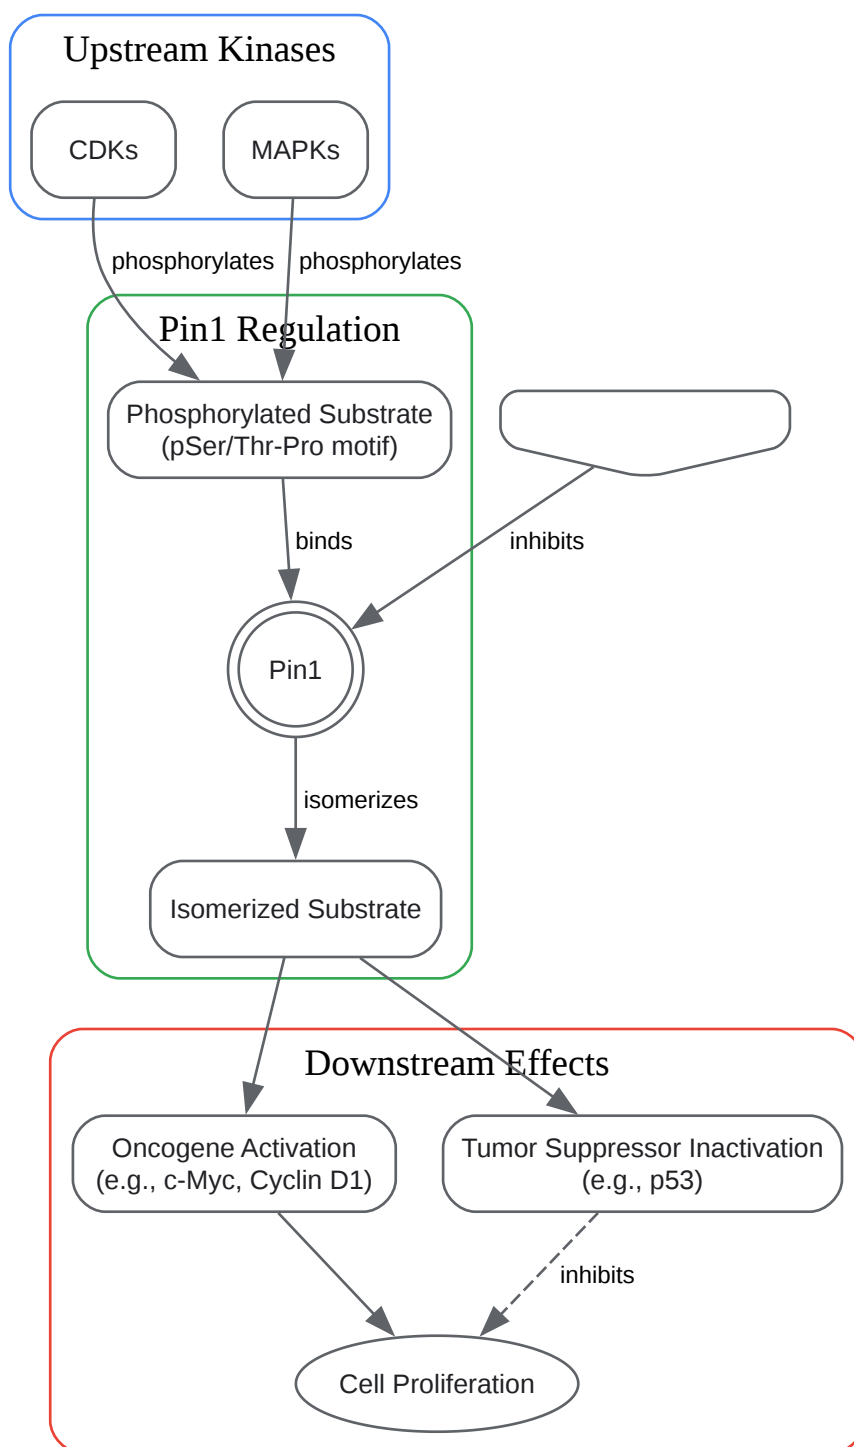 Upstream Kinases
CDKs
MAPKs
phosphorylates
phosphorylates
Pin1 Regulation
Phosphorylated Substrate
(pSer/Thr-Pro motif)
binds
inhibits
Pin1
isomerizes
Isomerized Substrate
Downstream Effects
Oncogene Activation
(e.g., c-Myc, Cyclin D1)
Tumor Suppressor Inactivation
(e.g., p53)
inhibits
Cell Proliferation